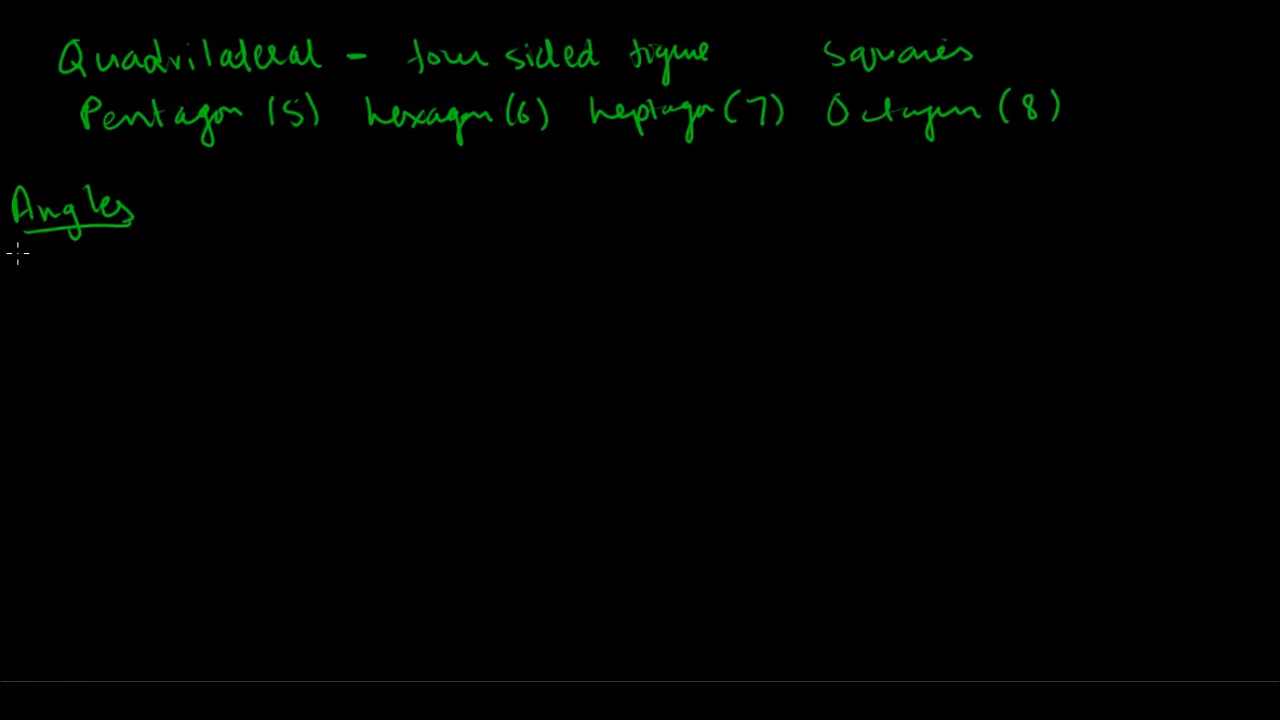 Quadrilateral - four sided figure squares
Pentagon (5) hexagon (6) heptagon (7) Octagon (8)
Angles